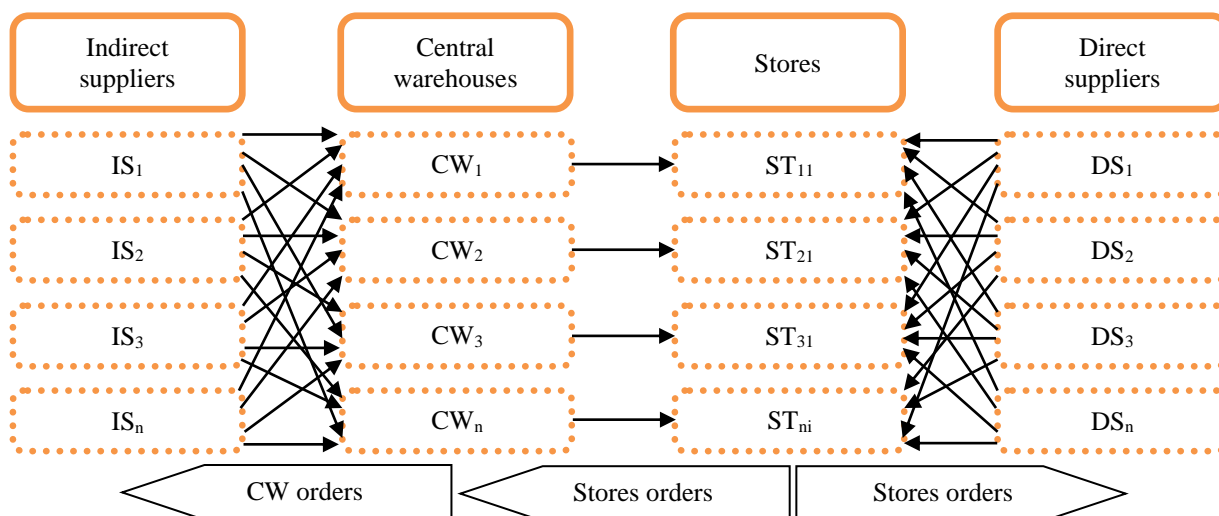 Indirect
suppliers
Central
warehouses
Stores
Direct
suppliers
IS₁
CW₁
ST₁₁
DS₁
IS₂
CW₂
ST₂₁
DS₂
IS₃
CW₃
ST₃₁
DS₃
ISₙ
CWₙ
STₙᵢ
DSₙ
CW orders
Stores orders
Stores orders